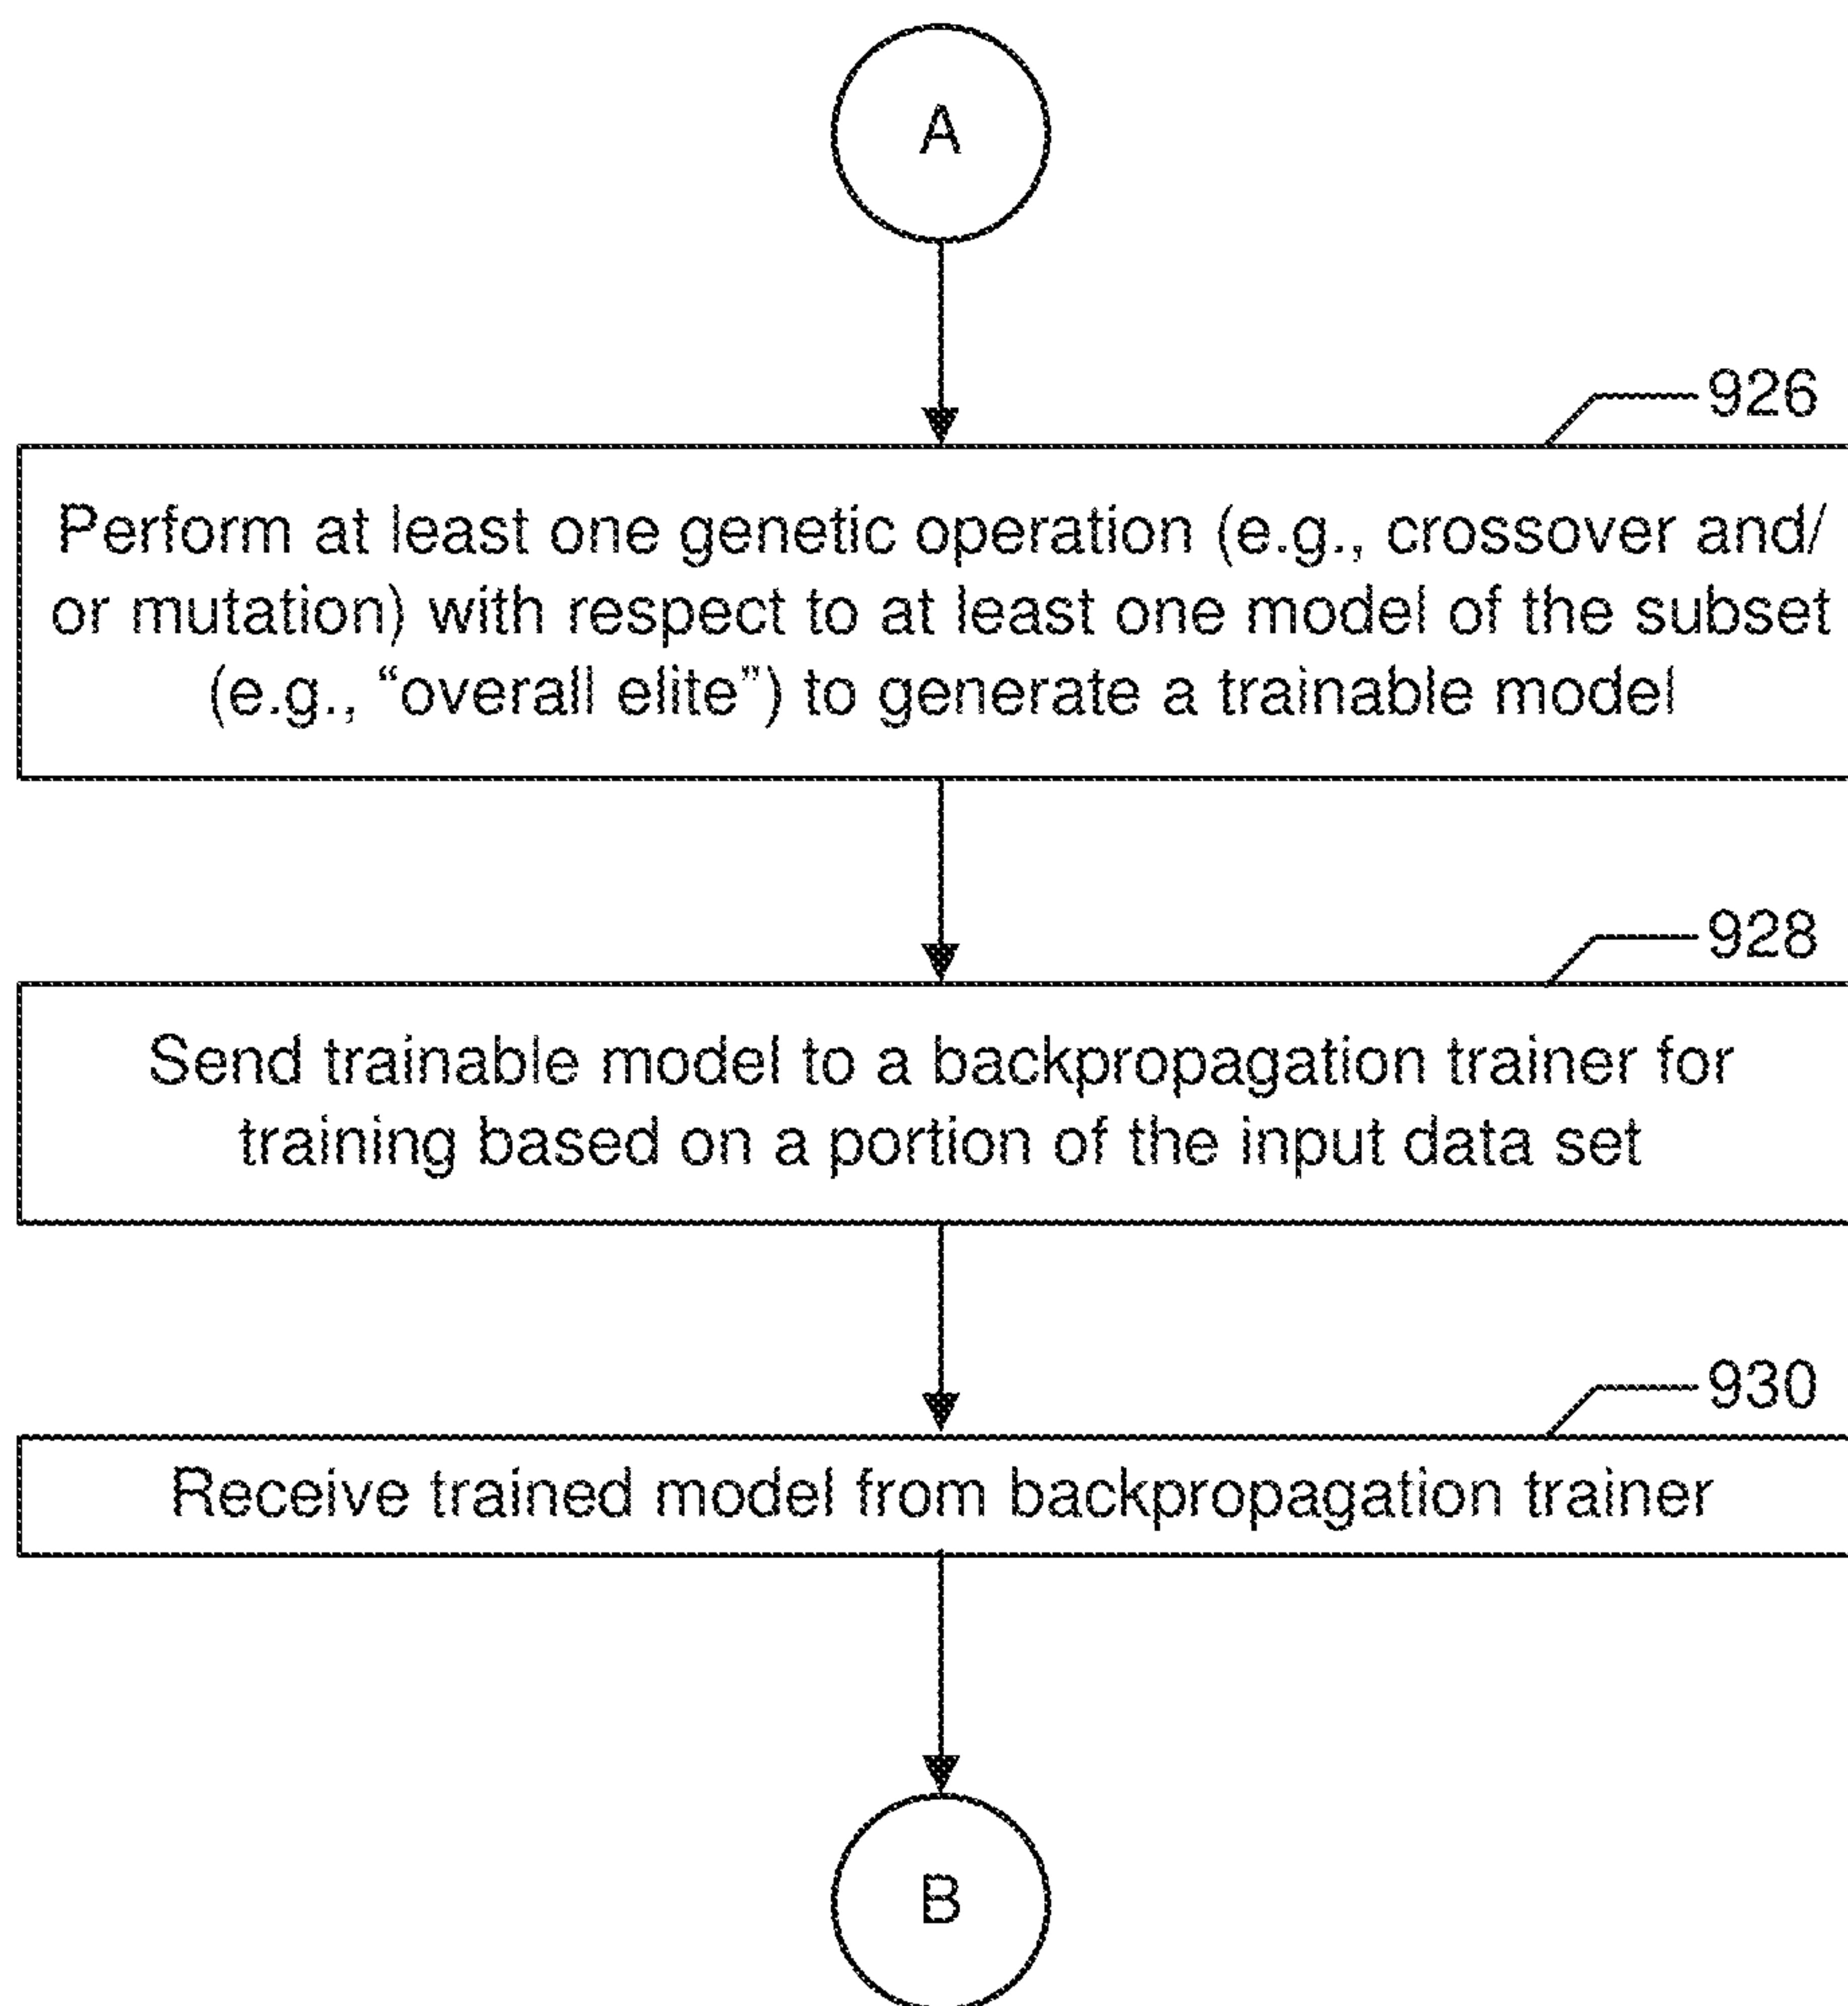 A
926
Perform at least one genetic operation (e.g., crossover and/
or mutation) with respect to at least one model of the subset
(e.g., “overall elite”) to generate a trainable model
928
Send trainable model to a backpropagation trainer for
training based on a portion of the input data set
930
Receive trained model from backpropagation trainer
B